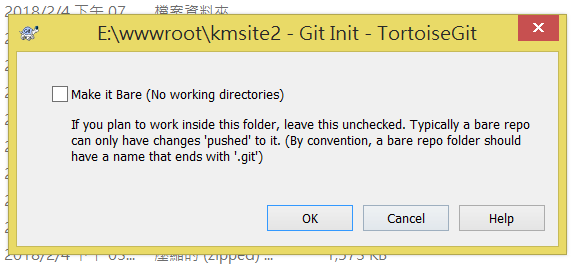 2018/2/4 下午 07... 檔案資料夾
E:\wwwroot\kmsite2 - Git Init - TortoiseGit
Make it Bare (No working directories)
If you plan to work inside this folder, leave this unchecked. Typically a bare repo
can only have changes 'pushed' to it. (By convention, a bare repo folder should
have a name that ends with '.git')
OK Cancel Help
2018/2/4 下午 03... 壓縮的 (zipped) ... 1,573 KB